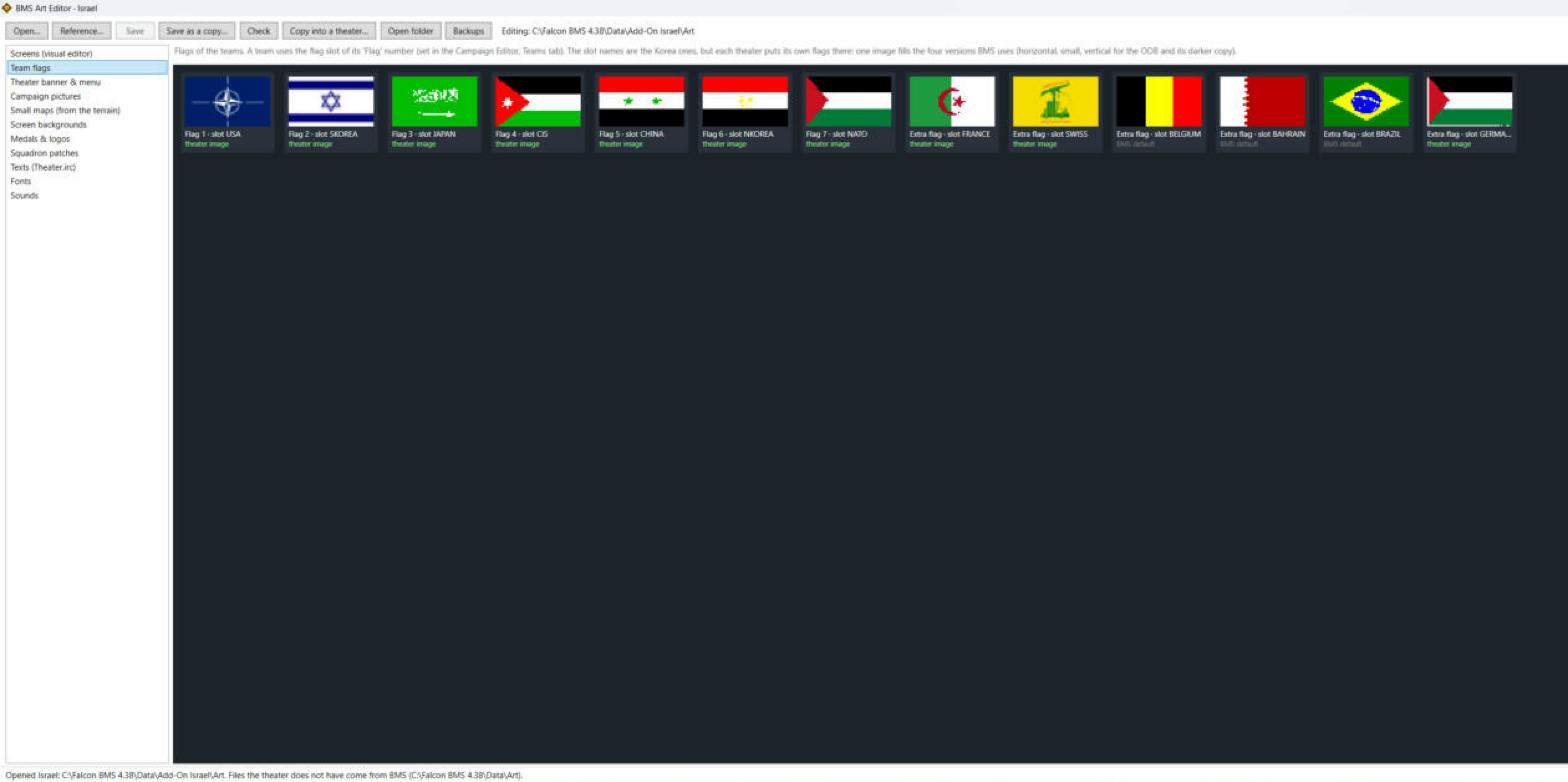 BMS Art Editor - Israel
Open... Reference... Save Save as a copy... Check Copy into a theater... Open folder Backups Editing: C:\Falcon BMS 4.38\Data\Add-On Israel\Art
Flags of the teams. A team uses the flag slot of its 'Flag' number (set in the Campaign Editor, Teams tab). The slot names are the Korea ones, but each theater puts its own flags there: one image fills the four versions BMS uses (horizontal, small, vertical for the OOB and its darker copy).
Screens (visual editor)
Team flags
Theater banner & menu
Campaign pictures
Small maps (from the terrain)
Screen backgrounds
Medals & logos
Squadron patches
Texts (Theater.irc)
Fonts
Sounds
Flag 1 - slot USA
theater image
Flag 2 - slot SKOREA
theater image
Flag 3 - slot JAPAN
theater image
Flag 4 - slot CIS
theater image
Flag 5 - slot CHINA
theater image
Flag 6 - slot NKOREA
theater image
Flag 7 - slot NATO
theater image
Extra flag - slot FRANCE
theater image
Extra flag - slot SWISS
theater image
Extra flag - slot BELGIUM
BMS default
Extra flag - slot BAHRAIN
BMS default
Extra flag - slot BRAZIL
BMS default
Extra flag - slot GERMA...
theater image
Opened Israel: C:\Falcon BMS 4.38\Data\Add-On Israel\Art. Files the theater does not have come from BMS (C:\Falcon BMS 4.38\Data\Art).